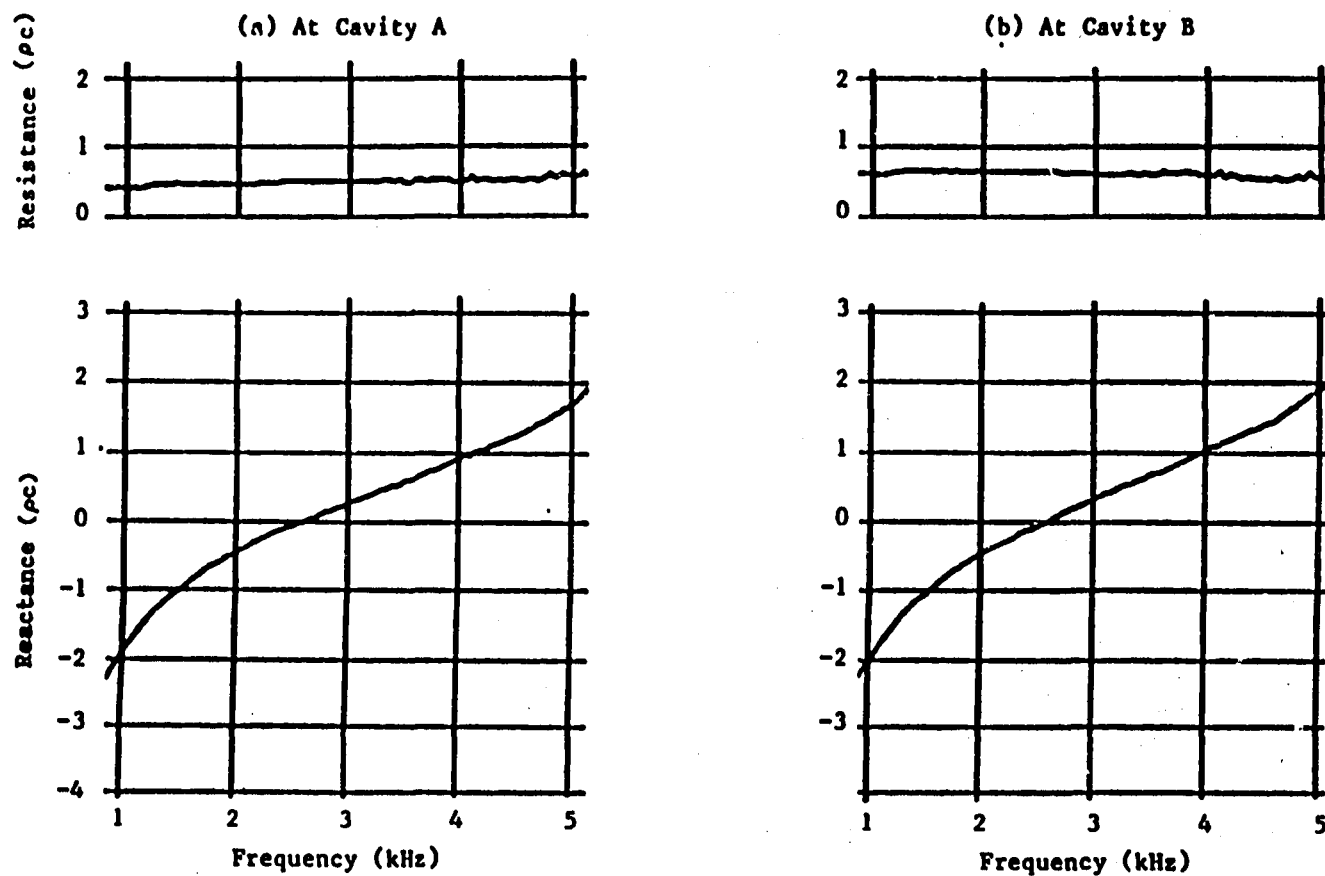 (a) At Cavity A
Resistance (ρc)
2
1
0
3
2
1
0
-1
-2
-3
-4
Reactance (ρc)
1 2 3 4 5
Frequency (kHz)
(b) At Cavity B
2
1
0
3
2
1
0
-1
-2
-3
1 2 3 4 5
Frequency (kHz)